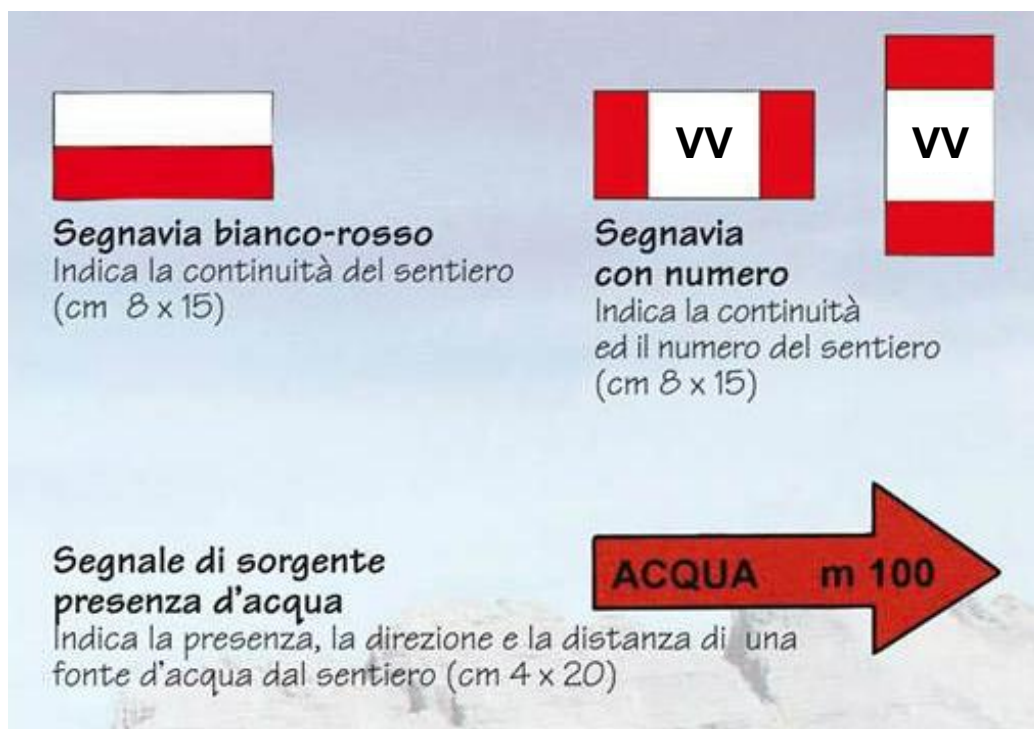 VV
VV
Segnavia bianco-rosso
Indica la continuità del sentiero
(cm 8 x 15)
Segnavia
con numero
Indica la continuità
ed il numero del sentiero
(cm 8 x 15)
Segnale di sorgente
presenza d'acqua
Indica la presenza, la direzione e la distanza di una
fonte d'acqua dal sentiero (cm 4 x 20)
ACQUA m 100